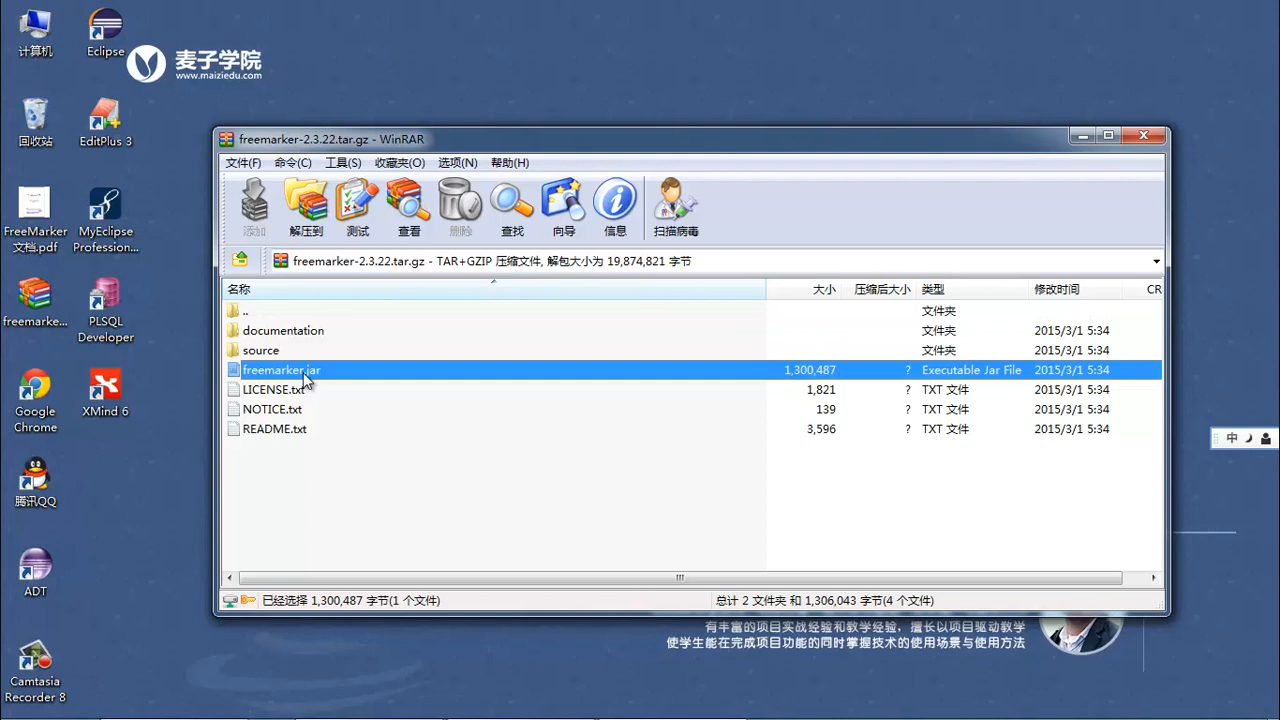 计算机
Eclipse
麦子学院
www.maiziedu.com
回收站
EditPlus 3
FreeMarker
文档.pdf
MyEclipse
Professional...
freemarke...
PLSQL
Developer
Google
Chrome
XMind 6
腾讯QQ
ADT
Camtasia
Recorder 8
freemarker-2.3.22.tar.gz - WinRAR
文件(F) 命令(C) 工具(S) 收藏夹(O) 选项(N) 帮助(H)
添加 解压到 测试 查看 删除 查找 向导 信息 扫描病毒
freemarker-2.3.22.tar.gz - TAR+GZIP 压缩文件, 解包大小为 19,874,821 字节
名称 大小 压缩后大小 类型 修改时间 CR
.. 文件夹
documentation 文件夹 2015/3/1 5:34
source 文件夹 2015/3/1 5:34
freemarker.jar 1,300,487 ? Executable Jar File 2015/3/1 5:34
LICENSE.txt 1,821 ? TXT 文件 2015/3/1 5:34
NOTICE.txt 139 ? TXT 文件 2015/3/1 5:34
README.txt 3,596 ? TXT 文件 2015/3/1 5:34
已经选择 1,300,487 字节(1 个文件) 总计 2 文件夹 和 1,306,043 字节(4 个文件)
中
有丰富的项目实战经验和教学经验，擅长以项目驱动教学
使学生能在完成项目功能的同时掌握技术的使用场景与使用方法